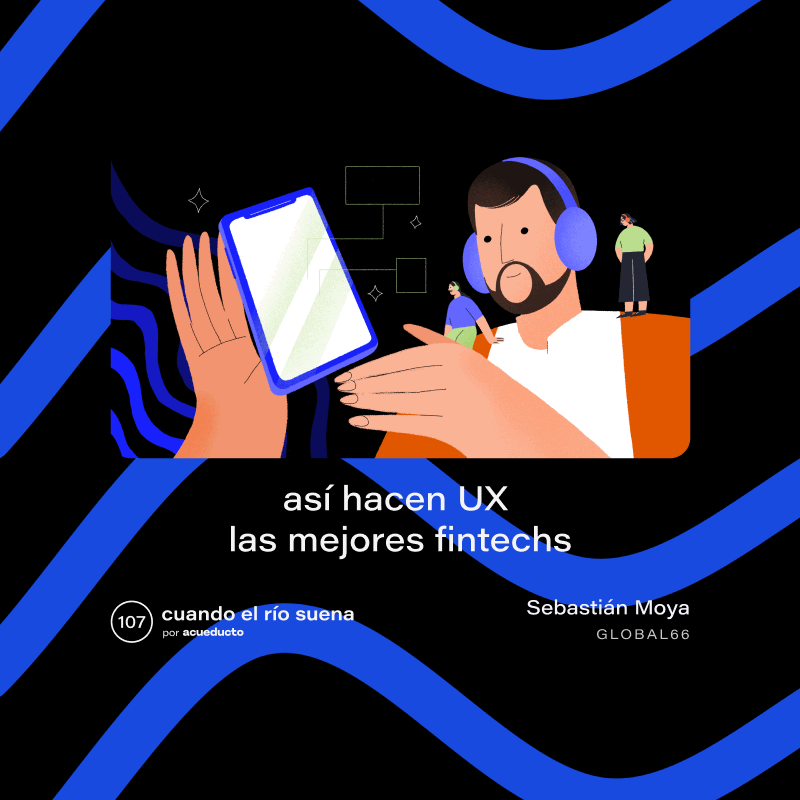 así hacen UX
las mejores fintechs
107
cuando el río suena
por acueducto
Sebastián Moya
GLOBAL66